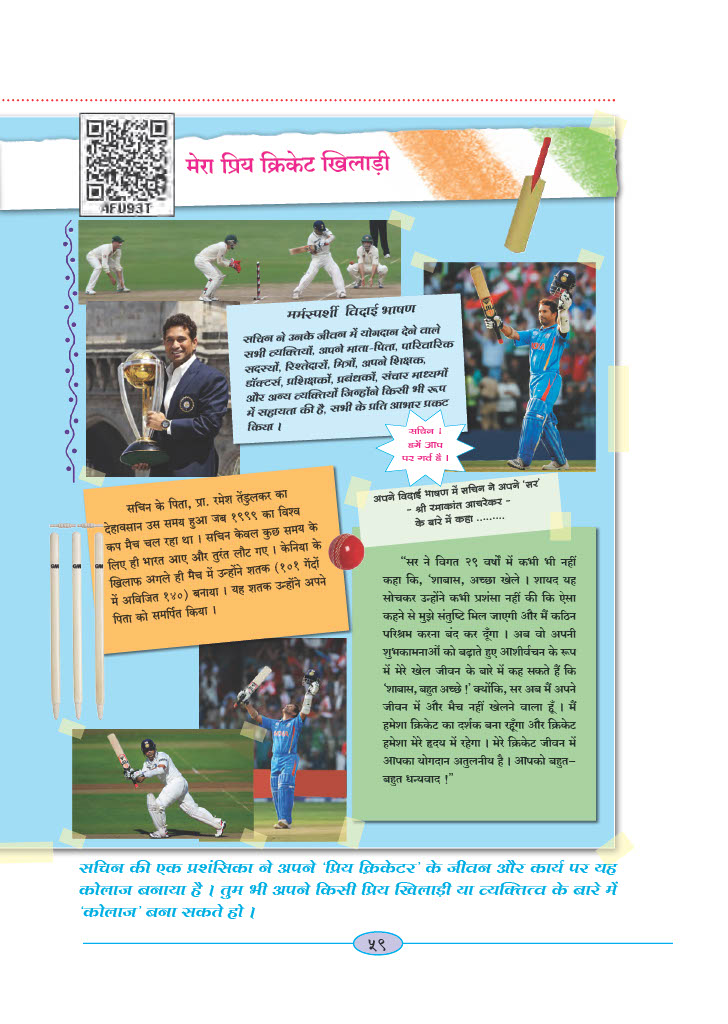 AFU93T
मेरा प्रिय क्रिकेट खिलाड़ी
मर्मस्पर्शी विदाई भाषण
सचिन ने उनके जीवन में योगदान देने वाले
सभी व्यक्तियों, अपने माता-पिता, पारिवारिक
सदस्यों, रिश्तेदारों, मित्रों, अपने शिक्षक,
डॉक्टर्स, प्रशिक्षकों, प्रबंधकों, संचार माध्यमों
और अन्य व्यक्तियों जिन्होंने किसी भी रूप
में सहायता की है, सभी के प्रति आभार प्रकट
किया ।
सचिन !
हमें आप
पर गर्व है ।
सचिन के पिता, प्रा. रमेश तेंडुलकर का
देहावसान उस समय हुआ जब १९९९ का विश्व
कप मैच चल रहा था । सचिन केवल कुछ समय के
लिए ही भारत आए और तुरंत लौट गए । केनिया के
खिलाफ अगले ही मैच में उन्होंने शतक (१०१ गेंदों
में अविजित १४०) बनाया । यह शतक उन्होंने अपने
पिता को समर्पित किया ।
अपने विदाई भाषण में सचिन ने अपने ‘सर’
- श्री रमाकांत आचरेकर -
के बारे में कहा .........
“सर ने विगत २९ वर्षों में कभी भी नहीं
कहा कि, ‘शाबास, अच्छा खेले । शायद यह
सोचकर उन्होंने कभी प्रशंसा नहीं की कि ऐसा
कहने से मुझे संतुष्टि मिल जाएगी और मैं कठिन
परिश्रम करना बंद कर दूँगा । अब वो अपनी
शुभकामनाओं को बढ़ाते हुए आशीर्वचन के रूप
में मेरे खेल जीवन के बारे में कह सकते हैं कि
‘शाबास, बहुत अच्छे !’ क्योंकि, सर अब मैं अपने
जीवन में और मैच नहीं खेलने वाला हूँ । मैं
हमेशा क्रिकेट का दर्शक बना रहूँगा और क्रिकेट
हमेशा मेरे हृदय में रहेगा । मेरे क्रिकेट जीवन में
आपका योगदान अतुलनीय है । आपको बहुत-
बहुत धन्यवाद !”
GM GM GM
सचिन की एक प्रशंसिका ने अपने ‘प्रिय क्रिकेटर’ के जीवन और कार्य पर यह
कोलाज बनाया है । तुम भी अपने किसी प्रिय खिलाड़ी या व्यक्तित्व के बारे में
‘कोलाज’ बना सकते हो ।
५९